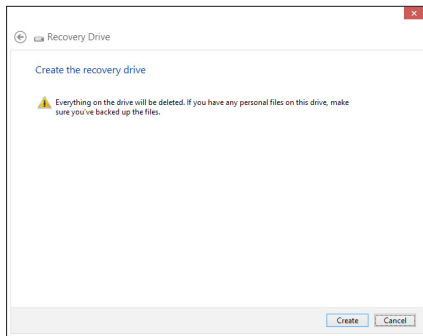 Recovery Drive
Create the recovery drive
Everything on the drive will be deleted. If you have any personal files on this drive, make
sure you've backed up the files.
Create Cancel